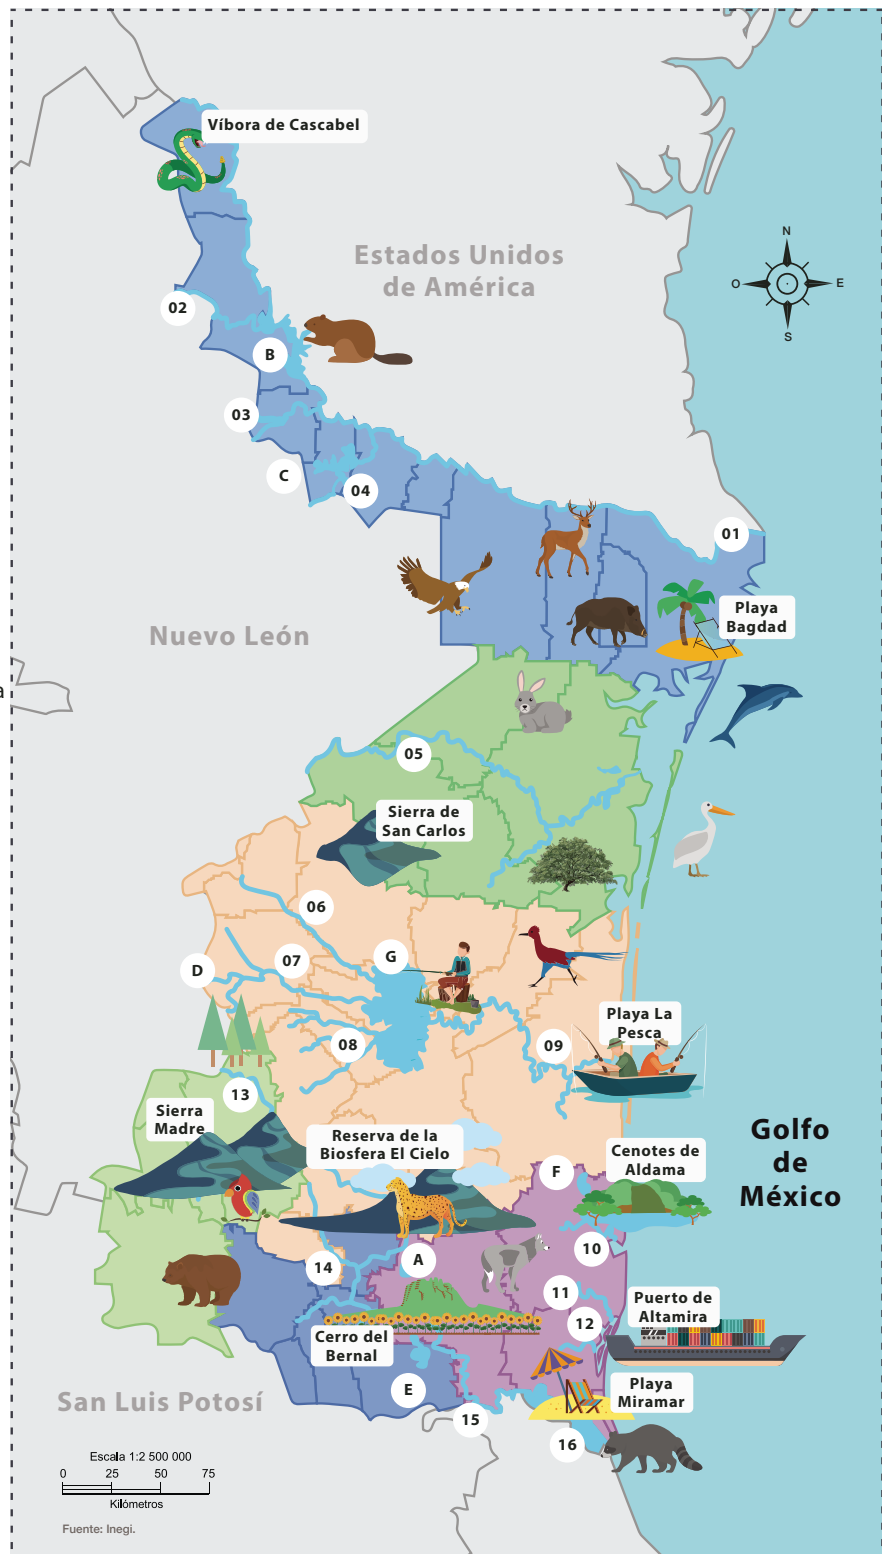 Víbora de Cascabel
Estados Unidos
de América
N
O
E
S
02
B
03
C
04
01
Playa
Bagdad
Nuevo León
a
05
Sierra de
San Carlos
06
D
07
G
08
09
Playa La
Pesca
13
Sierra
Madre
Reserva de la
Biosfera El Cielo
Golfo
de
México
F
Cenotes de
Aldama
10
14
A
11
12
Puerto de
Altamira
Cerro del
Bernal
E
Playa
Miramar
15
16
San Luis Potosí
Escala 1:2 500 000
0 25 50 75
Kilómetros
Fuente: Inegi.